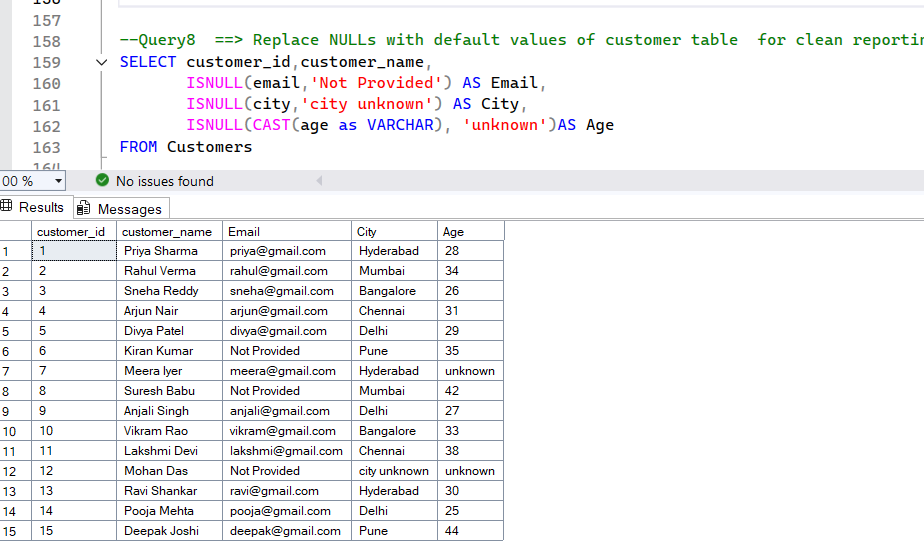 157
158 --Query8 ==> Replace NULLs with default values of customer table for clean reportin
159 SELECT customer_id,customer_name,
160 ISNULL(email,'Not Provided') AS Email,
161 ISNULL(city,'city unknown') AS City,
162 ISNULL(CAST(age as VARCHAR), 'unknown')AS Age
163 FROM Customers
00 % No issues found
Results Messages
customer_id customer_name Email City Age
1 1 Priya Sharma priya@gmail.com Hyderabad 28
2 2 Rahul Verma rahul@gmail.com Mumbai 34
3 3 Sneha Reddy sneha@gmail.com Bangalore 26
4 4 Arjun Nair arjun@gmail.com Chennai 31
5 5 Divya Patel divya@gmail.com Delhi 29
6 6 Kiran Kumar Not Provided Pune 35
7 7 Meera Iyer meera@gmail.com Hyderabad unknown
8 8 Suresh Babu Not Provided Mumbai 42
9 9 Anjali Singh anjali@gmail.com Delhi 27
10 10 Vikram Rao vikram@gmail.com Bangalore 33
11 11 Lakshmi Devi lakshmi@gmail.com Chennai 38
12 12 Mohan Das Not Provided city unknown unknown
13 13 Ravi Shankar ravi@gmail.com Hyderabad 30
14 14 Pooja Mehta pooja@gmail.com Delhi 25
15 15 Deepak Joshi deepak@gmail.com Pune 44